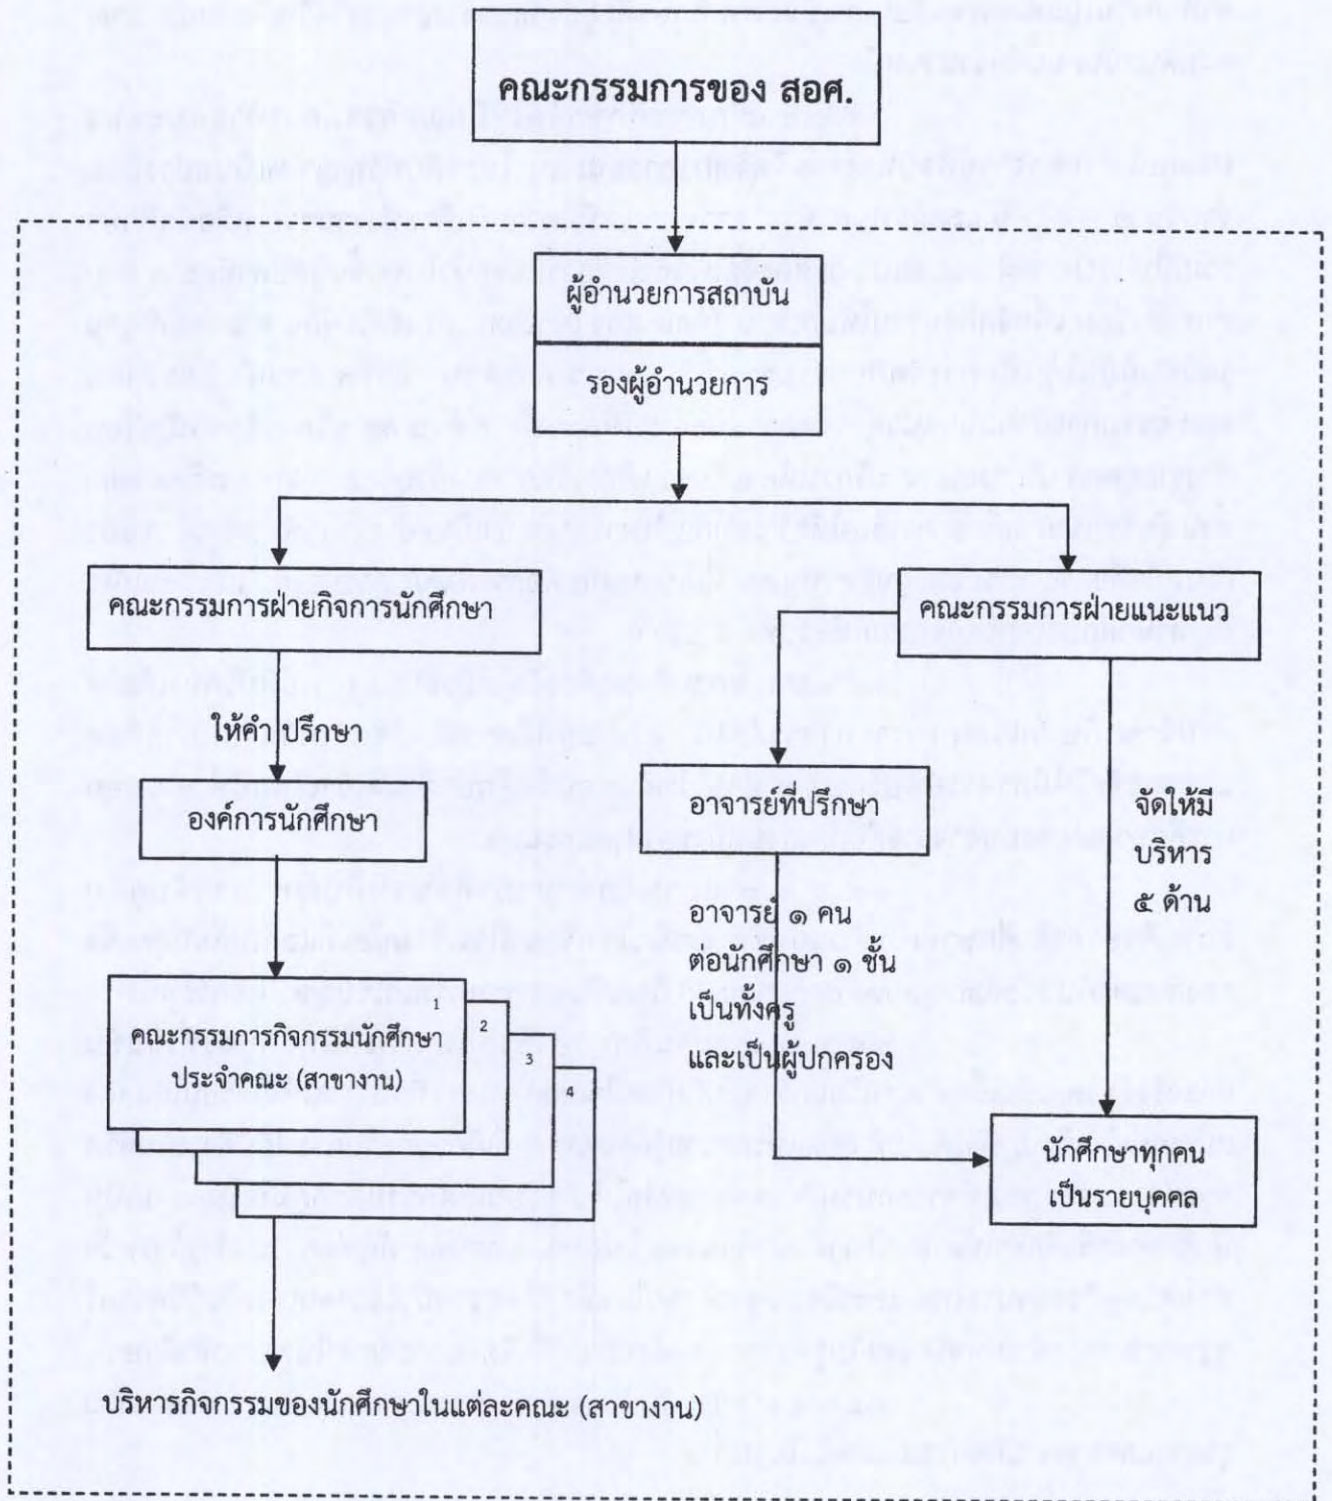 คณะกรรมการของ สอศ.
ผู้อำนวยการสถาบัน
รองผู้อำนวยการ
คณะกรรมการฝ่ายกิจการนักศึกษา
คณะกรรมการฝ่ายแนะแนว
ให้คำ ปรึกษา
องค์การนักศึกษา
อาจารย์ที่ปรึกษา
จัดให้มี
บริหาร
๕ ด้าน
อาจารย์ ๑ คน
ต่อนักศึกษา ๑ ชั้น
เป็นทั้งครู
และเป็นผู้ปกครอง
1
คณะกรรมการกิจกรรมนักศึกษา
ประจำคณะ (สาขางาน)
2
3
4
นักศึกษาทุกคน
เป็นรายบุคคล
บริหารกิจกรรมของนักศึกษาในแต่ละคณะ (สาขางาน)